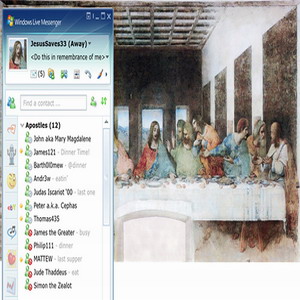 Windows Live Messenger
JesusSaves33 (Away)
<Do this in remembrance of me>
(5)
Find a contact ...
Apostles (12)
John aka Mary Magdalene
James121 - Dinner Time!
Barth0l0mew - @dinner
Andr3w - eatin'
Judas Iscariot '00 - last one
Peter a.k.a. Cephas
Thomas435
James the Greater - busy
Philip111 - dinner
MATTEW - last supper
Jude Thaddeus - eat
Simon the Zealot